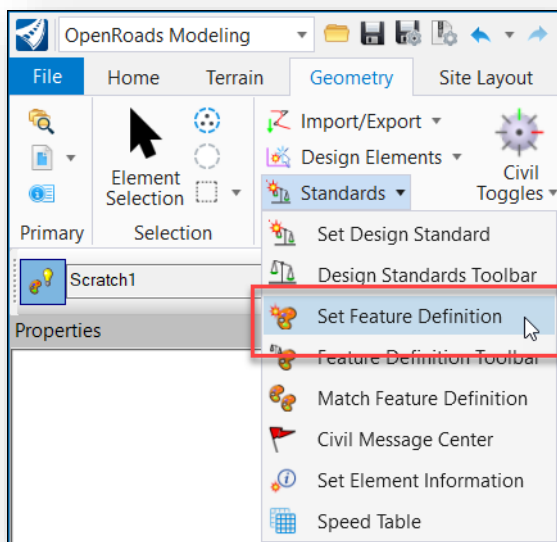 OpenRoads Modeling
File Home Terrain Geometry Site Layout
Import/Export
Design Elements
Standards
Element
Selection
Civil
Toggles
Primary Selection
Scratch1
Properties
Set Design Standard
Design Standards Toolbar
Set Feature Definition
Feature Definition Toolbar
Match Feature Definition
Civil Message Center
Set Element Information
Speed Table